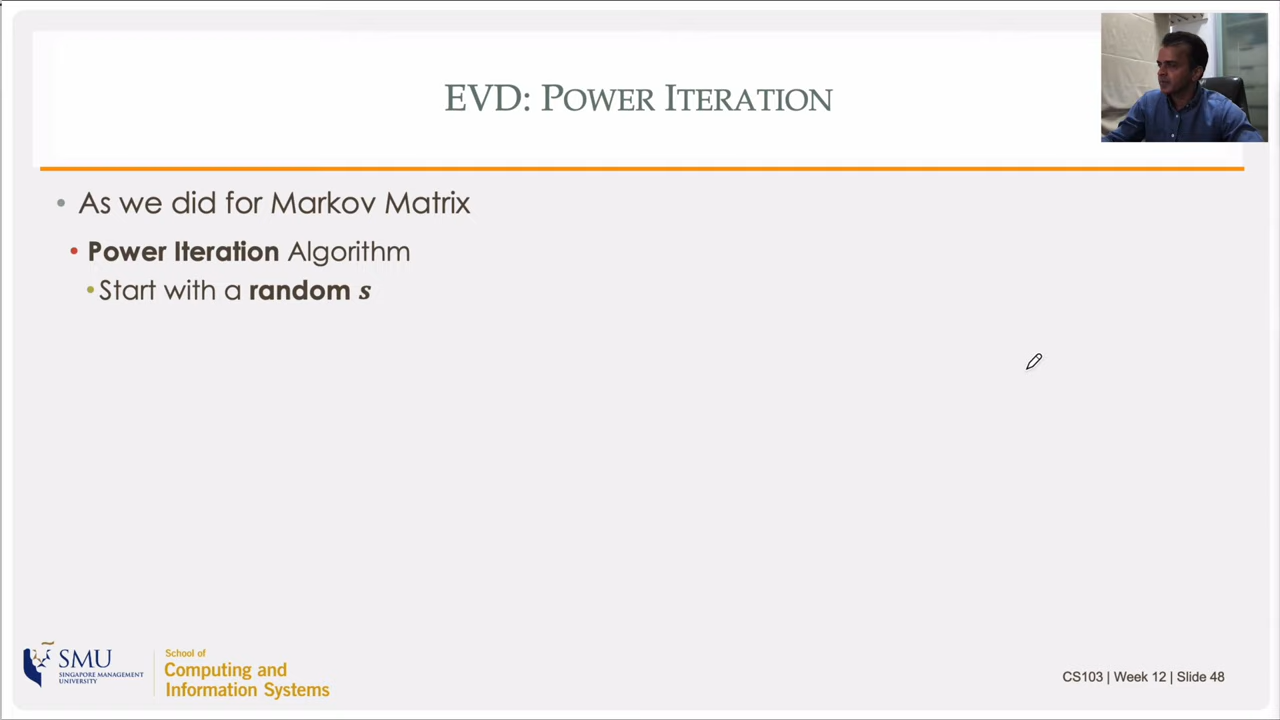 EVD: POWER ITERATION
• As we did for Markov Matrix
• Power Iteration Algorithm
• Start with a random s
SMU
SINGAPORE MANAGEMENT
UNIVERSITY
School of
Computing and
Information Systems
CS103 | Week 12 | Slide 48